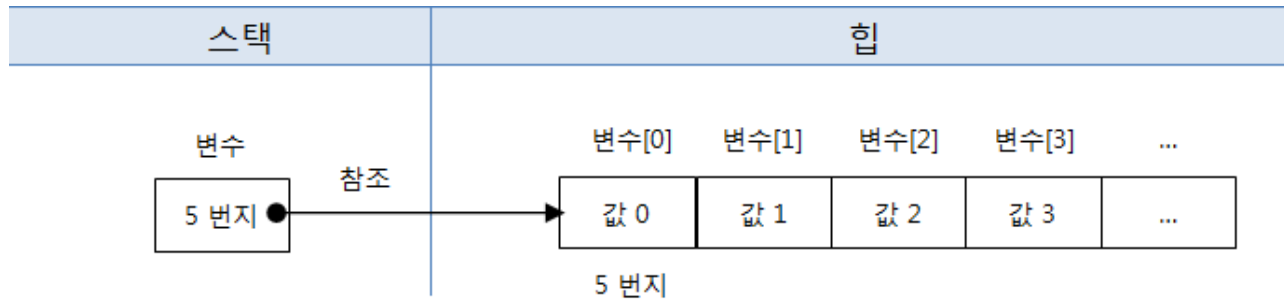 스택 힙
변수 변수[0] 변수[1] 변수[2] 변수[3] ...
참조
5 번지 값 0 값 1 값 2 값 3 ...
5 번지